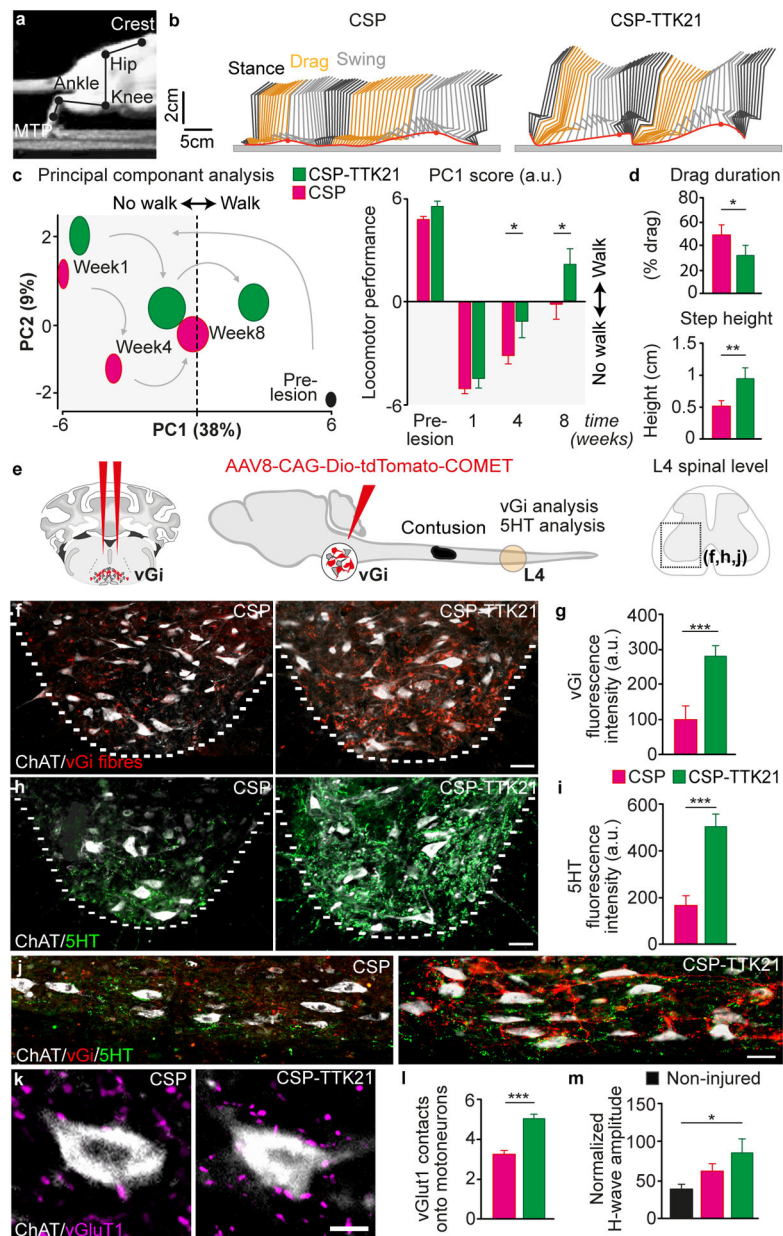 a
Crest
Hip
Ankle
Knee
MTP
2cm
5cm
b
CSP
CSP-TTK21
Stance
Drag
Swing
c
Principal componant analysis
CSP-TTK21
CSP
No walk
Walk
PC2 (9%)
2
0
-2
Week1
Week4
Week8
Pre-
lesion
-6
6
PC1 (38%)
PC1 score (a.u.)
Locomotor performance
6
0
-6
*
*
Walk
No walk
Pre-
lesion
1
4
8
time
(weeks)
d
Drag duration
(% drag)
80
60
40
20
0
*
Step height
Height (cm)
1.5
1
0.5
0
**
e
AAV8-CAG-Dio-tdTomato-COMET
vGi
vGi
Contusion
vGi analysis
5HT analysis
L4
L4 spinal level
(f,h,j)
f
CSP
CSP-TTK21
ChAT/vGi fibres
g
vGi
fluorescence
intensity (a.u.)
400
300
200
100
0
***
CSP
CSP-TTK21
h
CSP
CSP-TTK21
ChAT/5HT
i
5HT
fluorescence
intensity (a.u.)
600
400
200
0
***
j
CSP
CSP-TTK21
ChAT/vGi/5HT
k
CSP
CSP-TTK21
ChAT/vGluT1
l
vGlut1 contacts
onto motoneurons
6
4
2
0
***
m
Non-injured
Normalized
H-wave amplitude
150
100
50
0
*